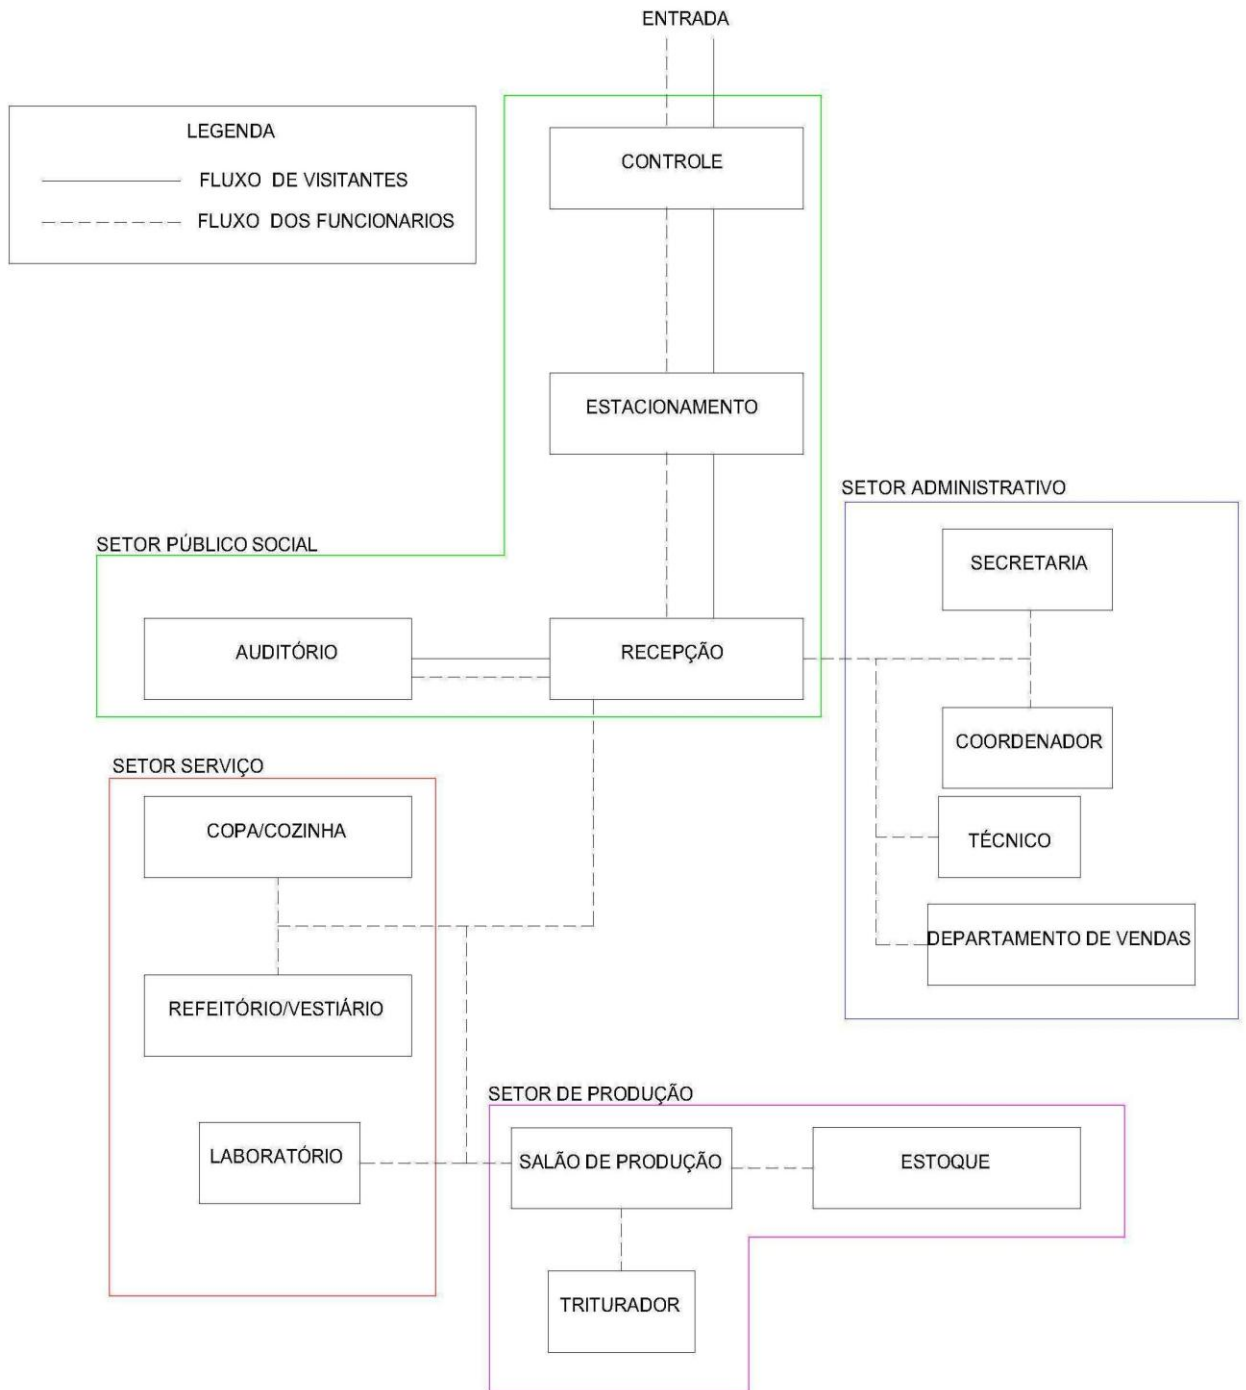 ENTRADA
LEGENDA
FLUXO DE VISITANTES
FLUXO DOS FUNCIONARIOS
CONTROLE
ESTACIONAMENTO
SETOR ADMINISTRATIVO
SETOR PÚBLICO SOCIAL
SECRETARIA
AUDITÓRIO
RECEPÇÃO
COORDENADOR
SETOR SERVIÇO
COPA/COZINHA
TÉCNICO
DEPARTAMENTO DE VENDAS
REFEITÓRIO/VESTIÁRIO
SETOR DE PRODUÇÃO
LABORATÓRIO
SALÃO DE PRODUÇÃO
ESTOQUE
TRITURADOR